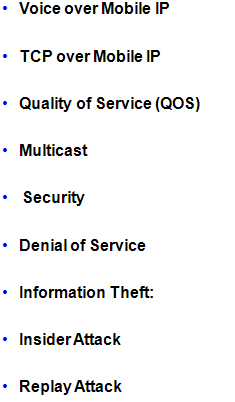 • Voice over Mobile IP
• TCP over Mobile IP
• Quality of Service (QOS)
• Multicast
• Security
• Denial of Service
• Information Theft:
• Insider Attack
• Replay Attack